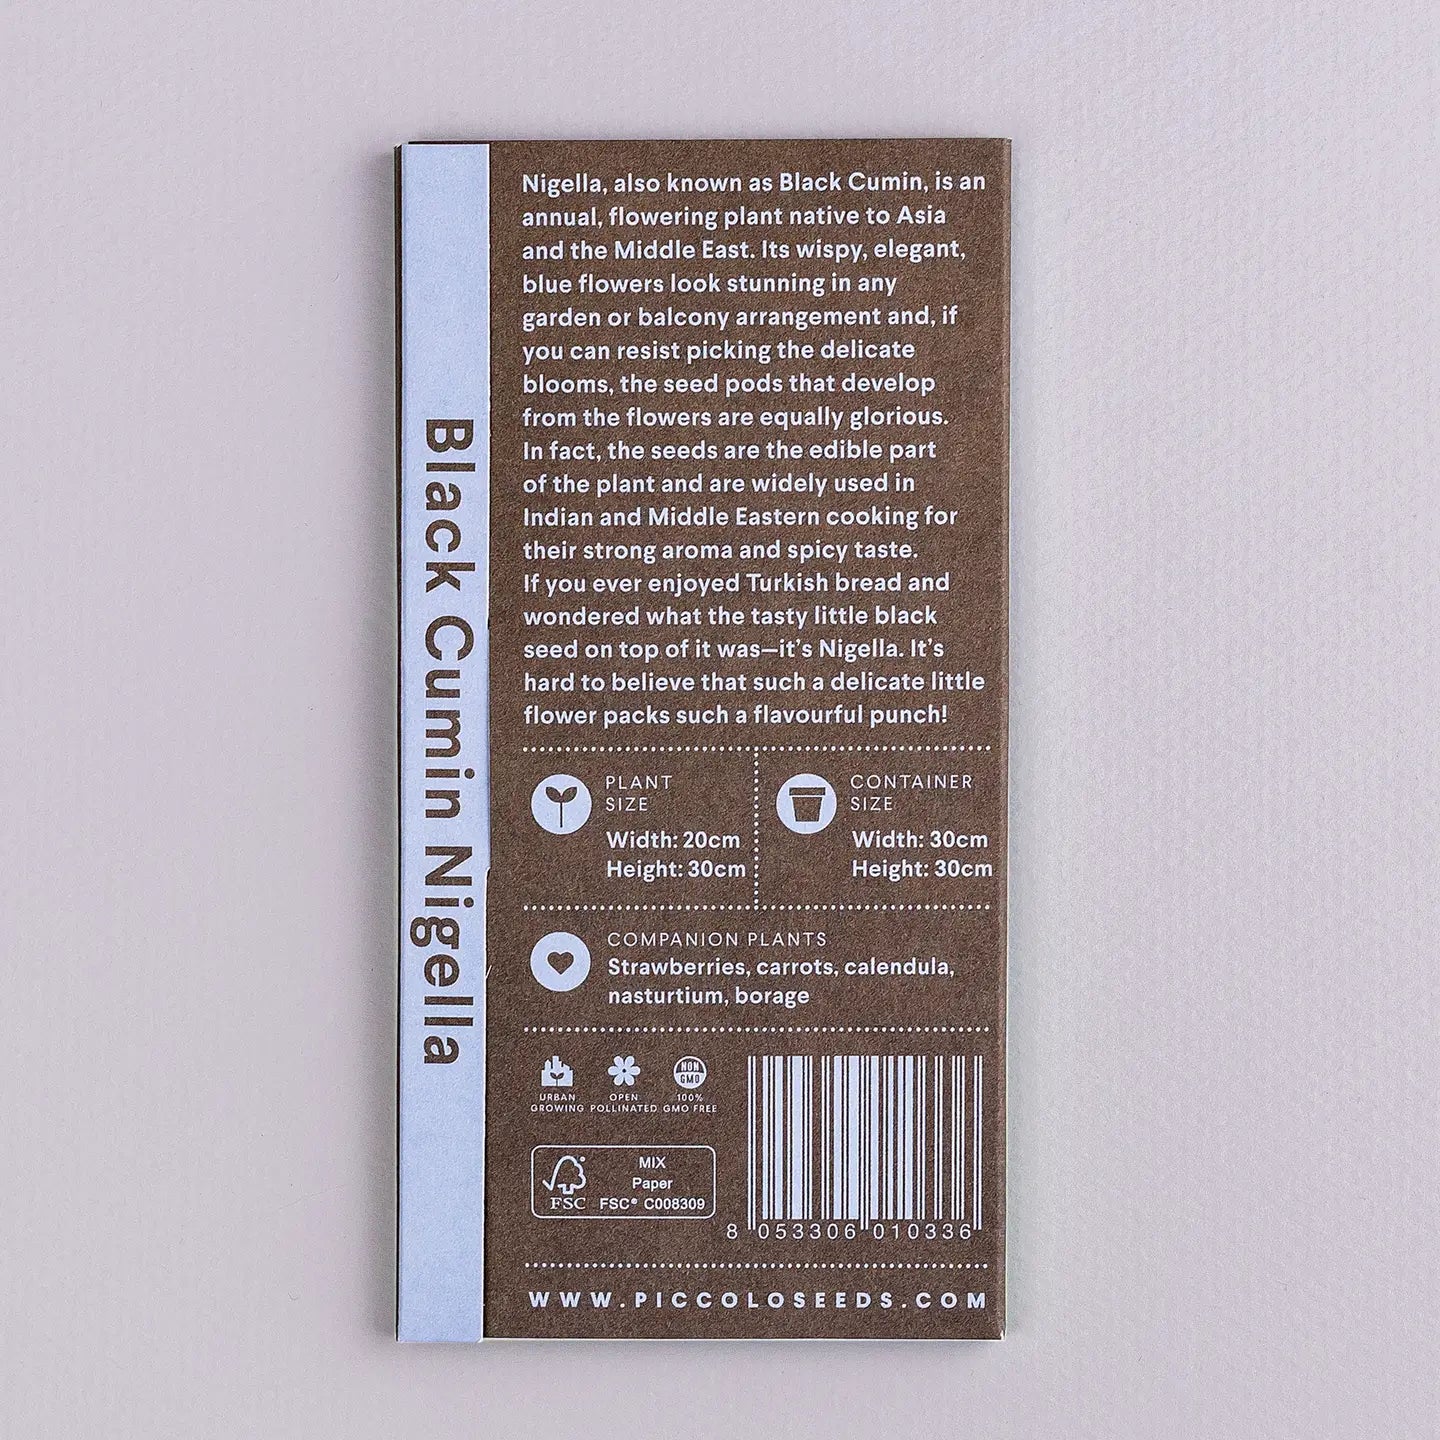 Black Cumin Nigella
Nigella, also known as Black Cumin, is an
annual, flowering plant native to Asia
and the Middle East. Its wispy, elegant,
blue flowers look stunning in any
garden or balcony arrangement and, if
you can resist picking the delicate
blooms, the seed pods that develop
from the flowers are equally glorious.
In fact, the seeds are the edible part
of the plant and are widely used in
Indian and Middle Eastern cooking for
their strong aroma and spicy taste.
If you ever enjoyed Turkish bread and
wondered what the tasty little black
seed on top of it was—it's Nigella. It's
hard to believe that such a delicate little
flower packs such a flavourful punch!
PLANT
SIZE
Width: 20cm
Height: 30cm
CONTAINER
SIZE
Width: 30cm
Height: 30cm
COMPANION PLANTS
Strawberries, carrots, calendula,
nasturtium, borage
URBAN
GROWING
OPEN
POLLINATED
NON
GMO
100%
GMO FREE
FSC
MIX
Paper
FSC® C008309
8 053306 010336
WWW.PICCOLOSEEDS.COM